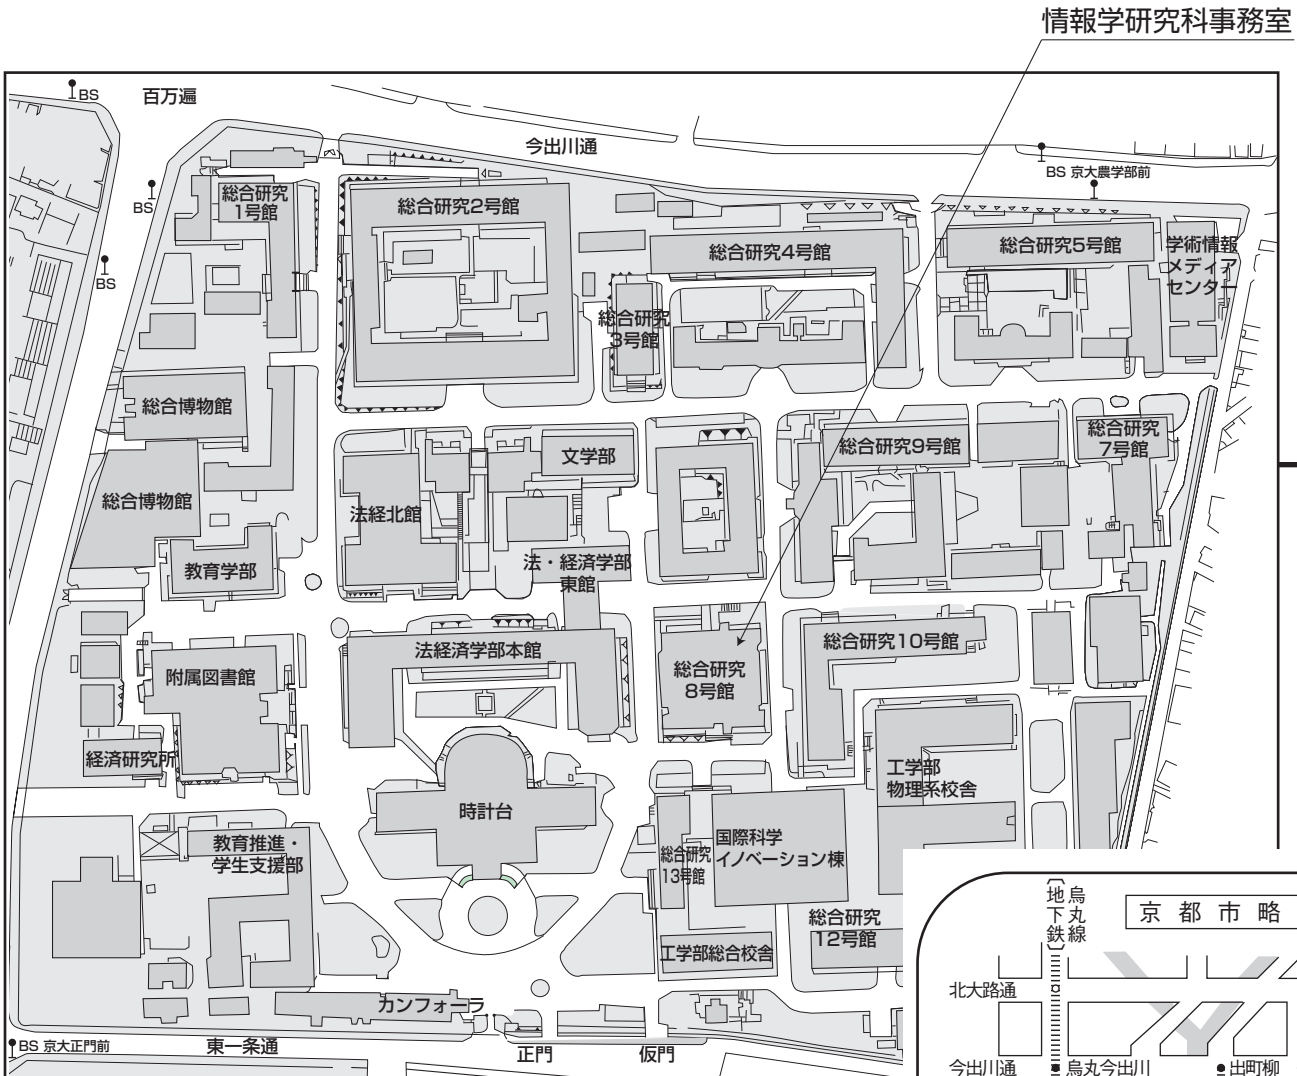 情報学研究科事務室
BS
百万遍
今出川通
BS 京大農学部前
BS
BS
総合研究
1号館
総合研究2号館
総合研究4号館
総合研究5号館
学術情報
メディア
センター
総合研究
3号館
総合博物館
文学部
総合研究9号館
総合研究
7号館
総合博物館
法経北館
教育学部
法・経済学部
東館
法経済学部本館
総合研究10号館
附属図書館
総合研究
8号館
経済研究所
工学部
物理系校舎
時計台
教育推進・
学生支援部
総合研究
13号館
国際科学
イノベーション棟
総合研究
12号館
工学部総合校舎
カンフォーラ
BS 京大正門前
東一条通
正門
仮門
地下鉄
烏丸線
京都市略
北大路通
今出川通
烏丸今出川
出町柳